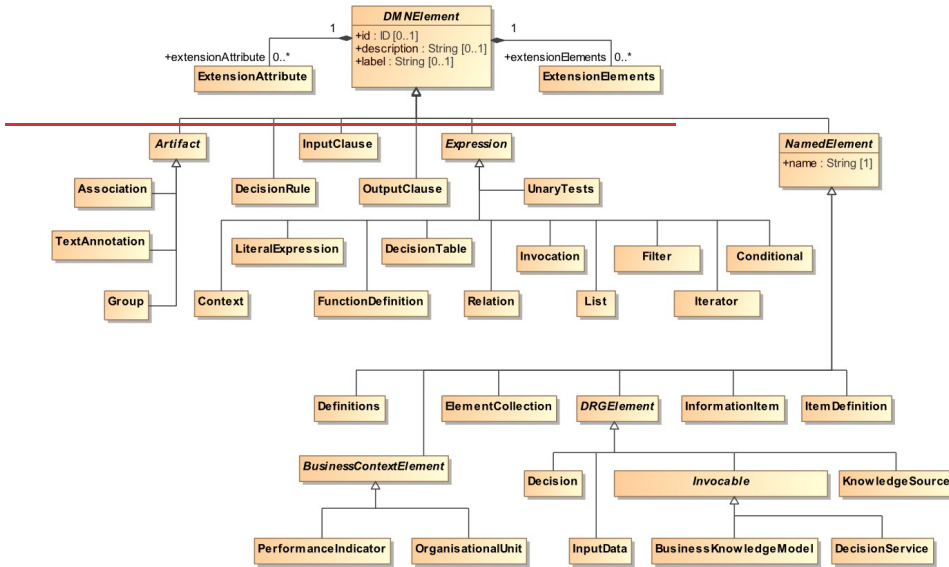 DMNElement
+id : ID [0..1]
+description : String [0..1]
+label : String [0..1]
1
1
+extensionAttribute 0..*
+extensionElements 0..*
ExtensionAttribute
ExtensionElements
Artifact
InputClause
Expression
NamedElement
+name : String [1]
Association
DecisionRule
OutputClause
UnaryTests
TextAnnotation
LiteralExpression
DecisionTable
Invocation
Filter
Conditional
Group
Context
FunctionDefinition
Relation
List
Iterator
Definitions
ElementCollection
DRGElement
InformationItem
ItemDefinition
BusinessContextElement
Decision
Invocable
KnowledgeSource
PerformanceIndicator
OrganisationalUnit
InputData
BusinessKnowledgeModel
DecisionService